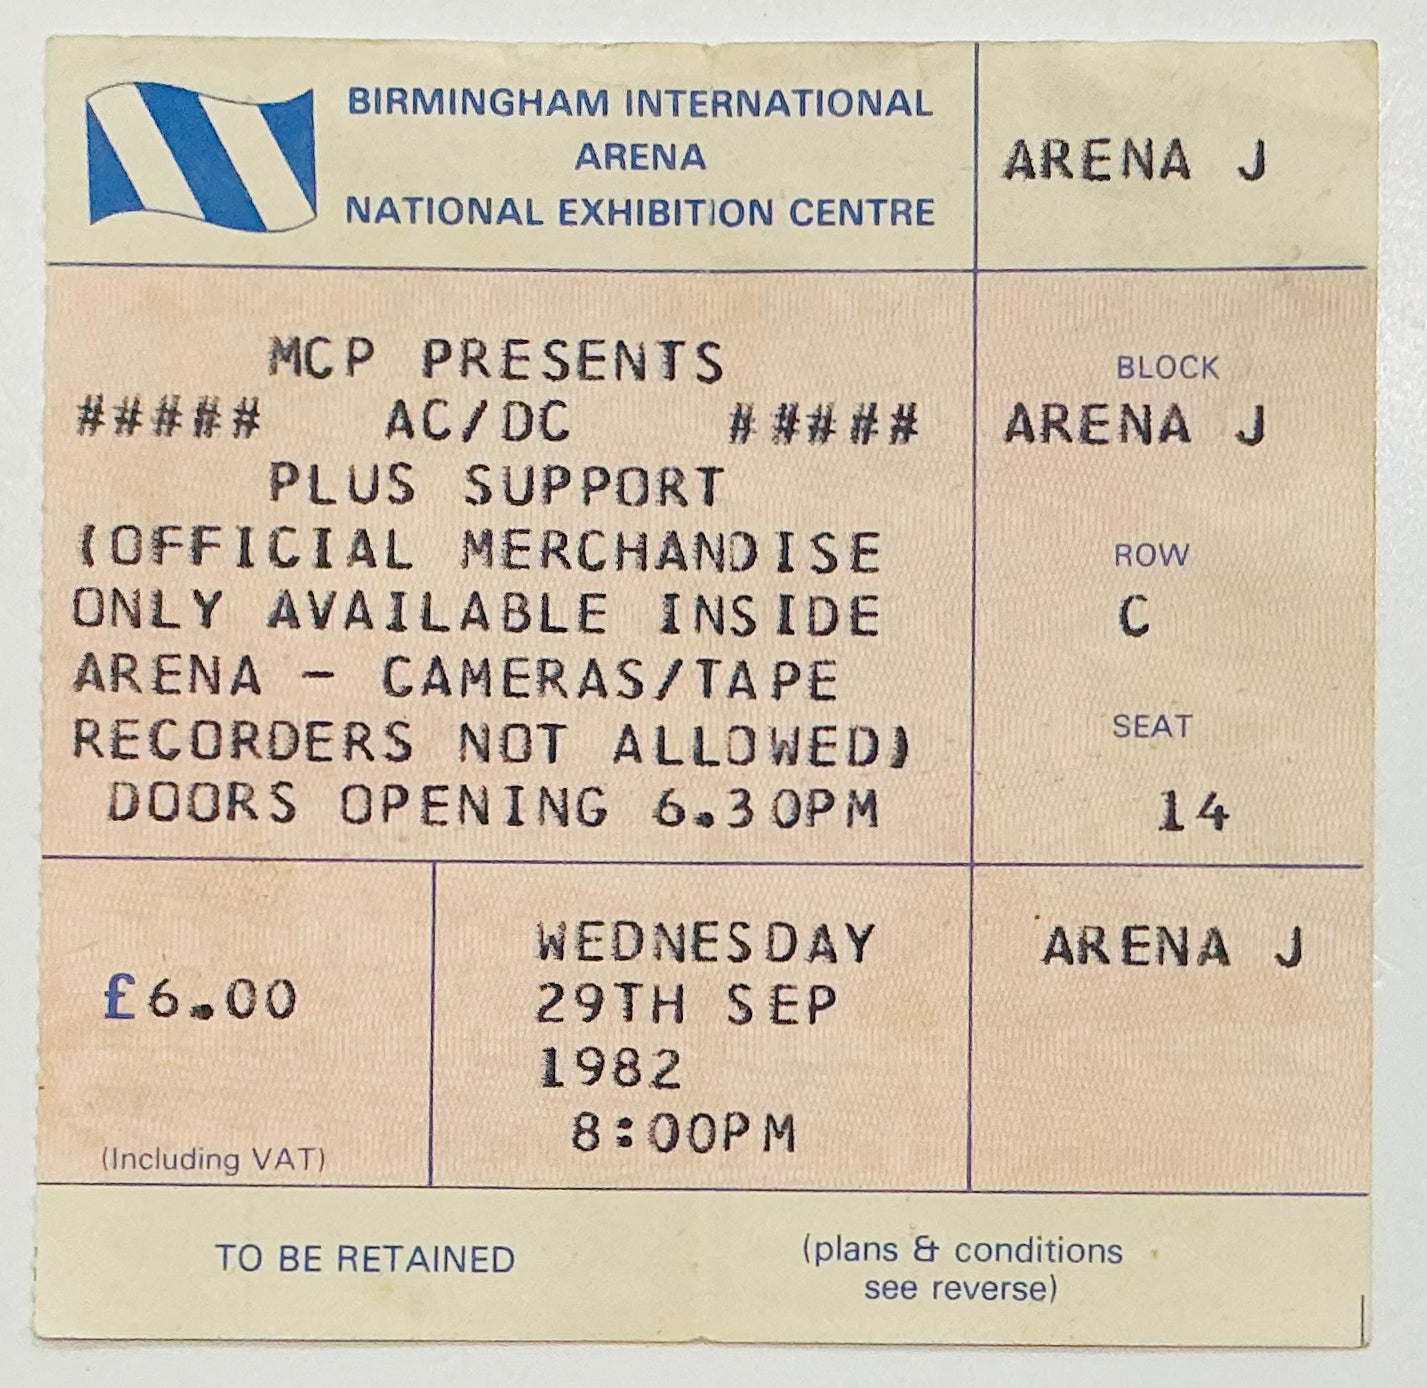 BIRMINGHAM INTERNATIONAL
ARENA
NATIONAL EXHIBITION CENTRE
ARENA J
MCP PRESENTS
##### AC/DC #####
PLUS SUPPORT
(OFFICIAL MERCHANDISE
ONLY AVAILABLE INSIDE
ARENA - CAMERAS/TAPE
RECORDERS NOT ALLOWED)
DOORS OPENING 6.30PM
BLOCK
ARENA J
ROW
C
SEAT
14
£6.00
(Including VAT)
WEDNESDAY
29TH SEP
1982
8:00PM
ARENA J
TO BE RETAINED
(plans & conditions
see reverse)